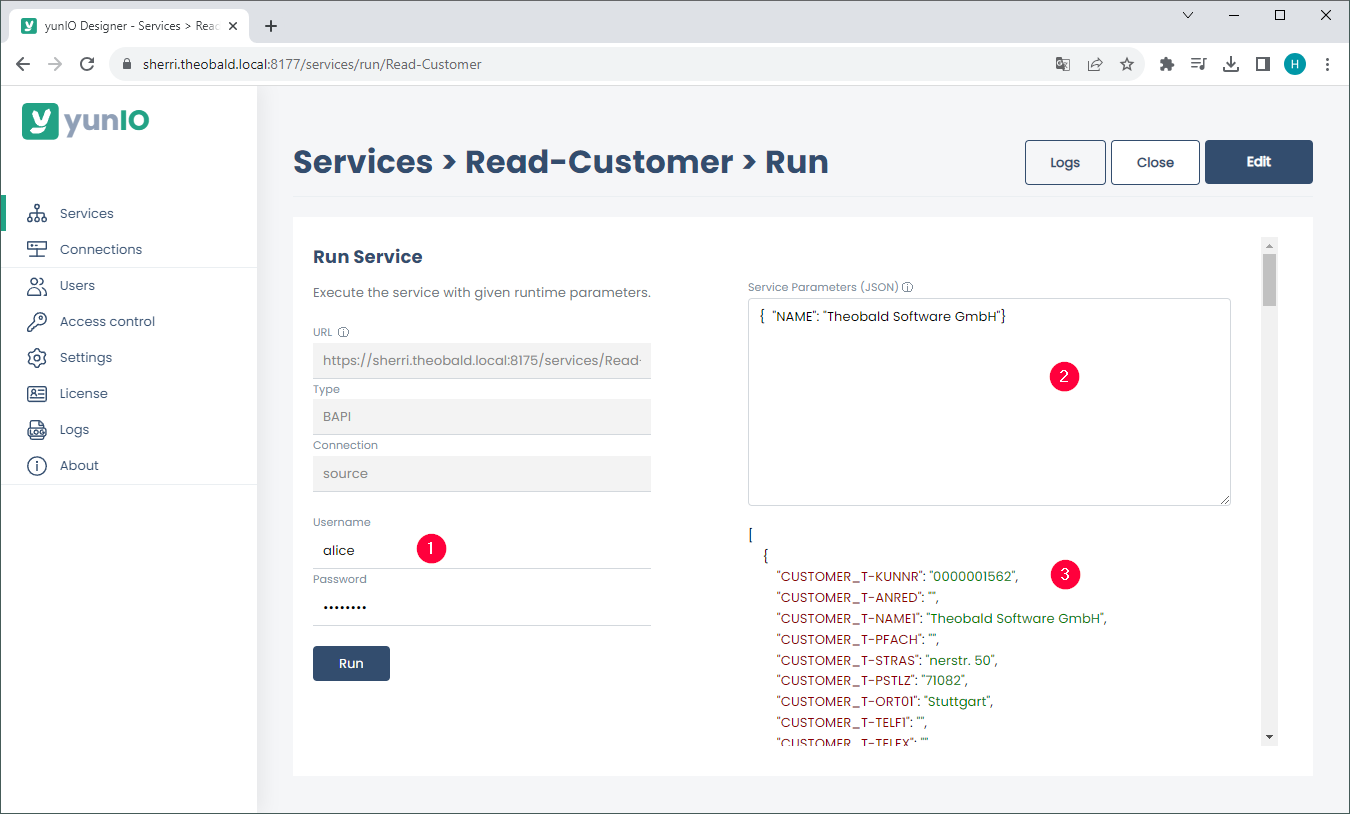 yunIO Designer - Services > Rea
sherri.theobald.local:8177/services/run/Read-Customer
H
yunIO
Services
Connections
Users
Access control
Settings
License
Logs
About
Services > Read-Customer > Run
Logs
Close
Edit
Run Service
Execute the service with given runtime parameters.
URL
https://sherri.theobald.local:8175/services/Read-
Type
BAPI
Connection
source
Username
alice
1
Password
••••••••
Run
Service Parameters (JSON)
{ "NAME": "Theobald Software GmbH"}
2
[
{
"CUSTOMER_T-KUNNR": "0000001562",
3
"CUSTOMER_T-ANRED": "",
"CUSTOMER_T-NAME1": "Theobald Software GmbH",
"CUSTOMER_T-PFACH": "",
"CUSTOMER_T-STRAS": "nerstr. 50",
"CUSTOMER_T-PSTLZ": "71082",
"CUSTOMER_T-ORT01": "Stuttgart",
"CUSTOMER_T-TELF1": "",
"CUSTOMER_T-TELFX": ""